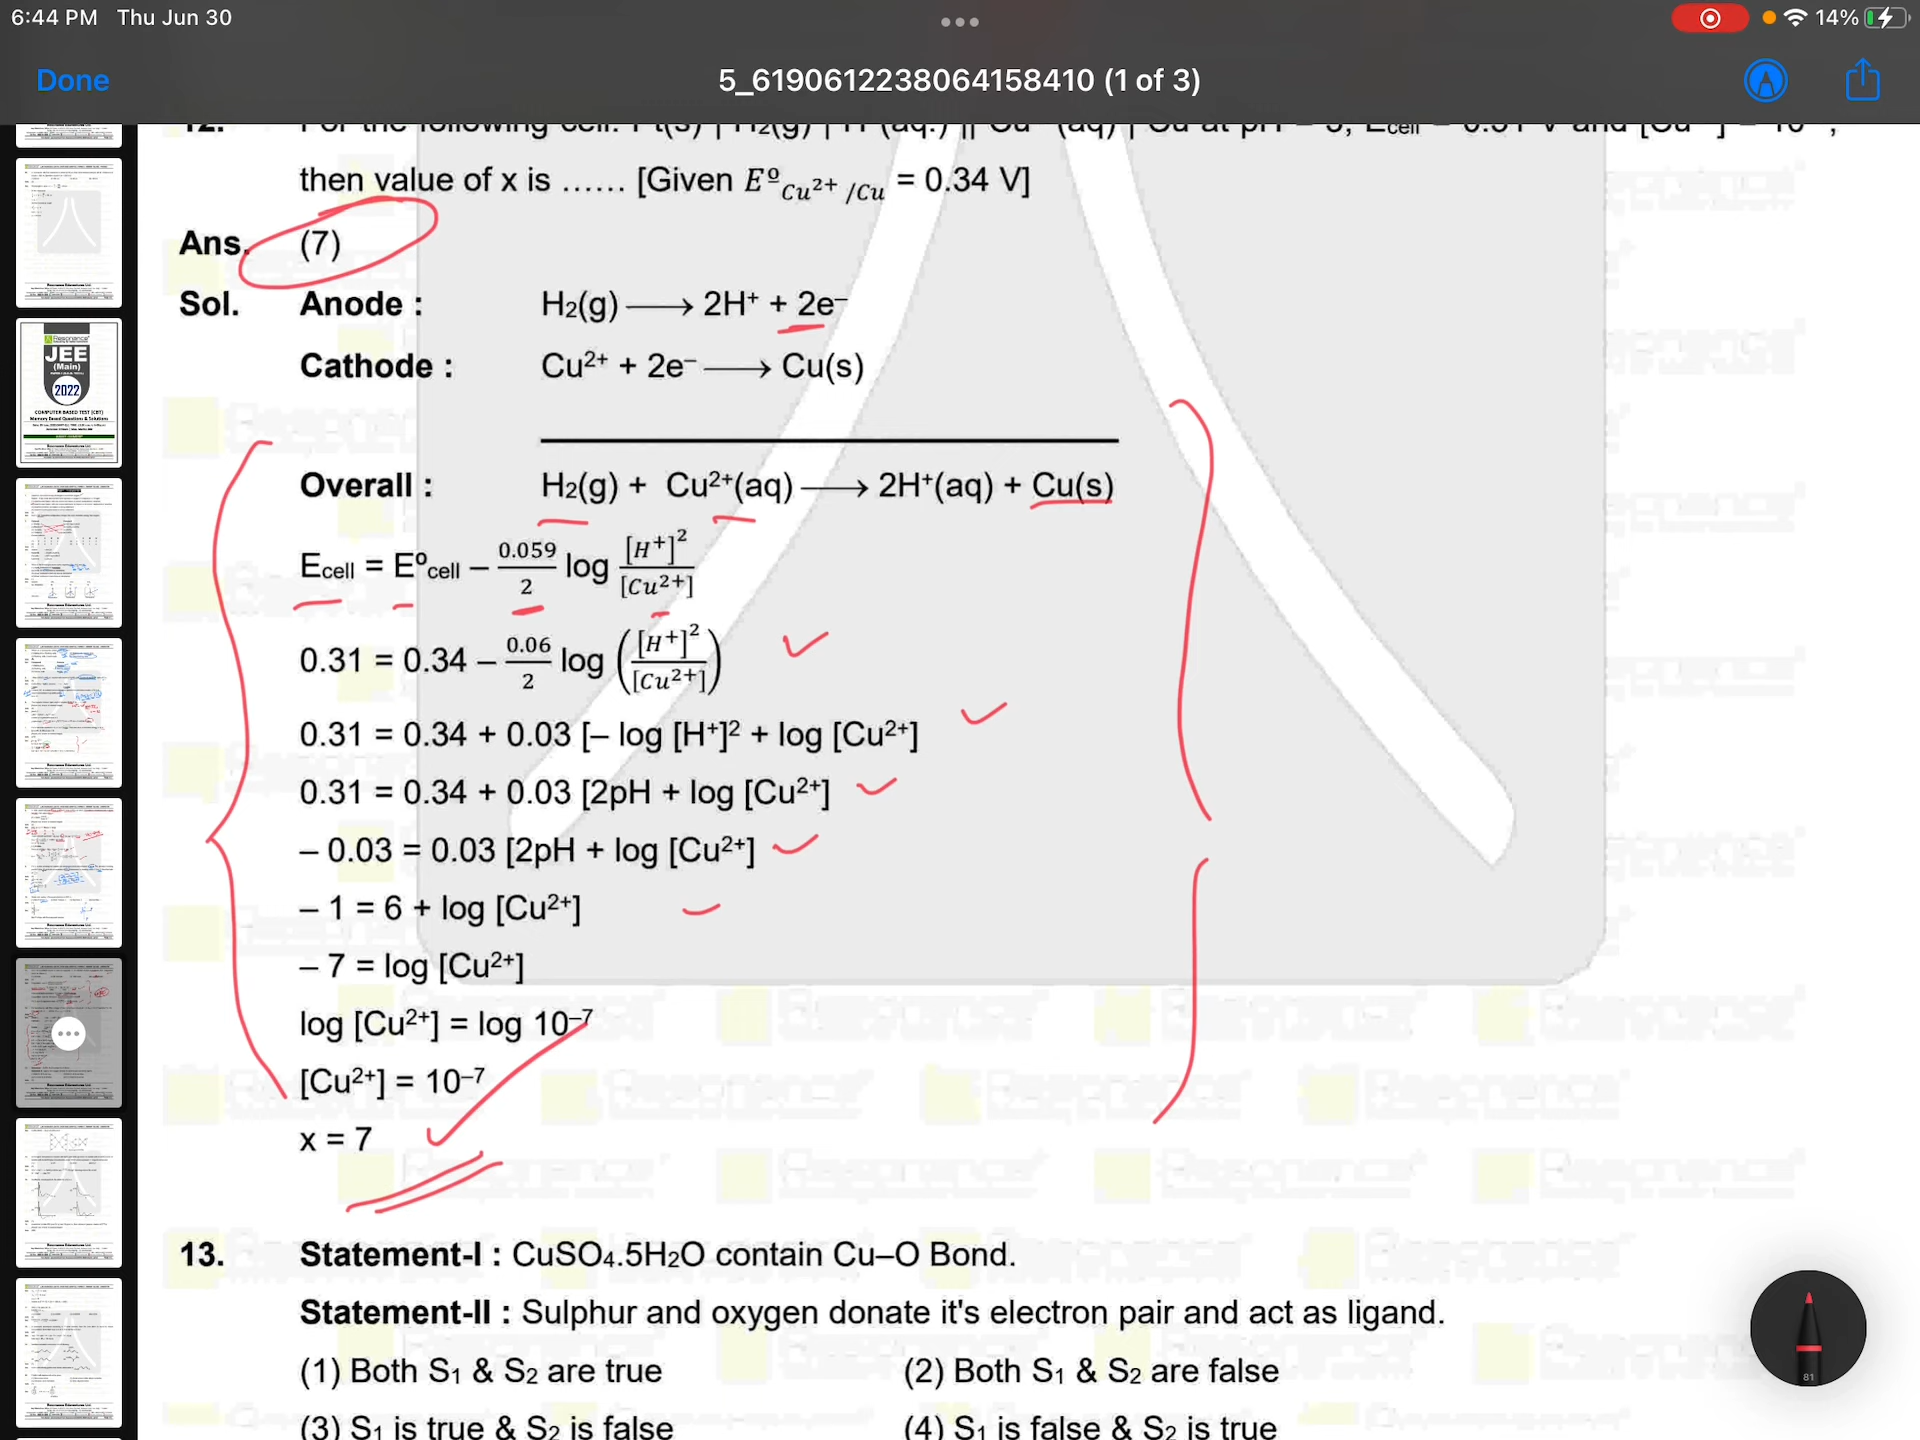 6:44 PM Thu Jun 30
14%
Done
5_6190612238064158410 (1 of 3)
then value of x is ...... [Given Eº Cu²⁺ /Cu = 0.34 V]
Ans. (7)
Sol. Anode : H₂(g) ⟶ 2H⁺ + 2e⁻
Cathode : Cu²⁺ + 2e⁻ ⟶ Cu(s)
Overall : H₂(g) + Cu²⁺(aq) ⟶ 2H⁺(aq) + Cu(s)
Ecell = Eºcell – 0.059/2 log [H⁺]²/[Cu²⁺]
0.31 = 0.34 – 0.06/2 log ([H⁺]²/[Cu²⁺])
0.31 = 0.34 + 0.03 [– log [H⁺]² + log [Cu²⁺]
0.31 = 0.34 + 0.03 [2pH + log [Cu²⁺]
– 0.03 = 0.03 [2pH + log [Cu²⁺]
– 1 = 6 + log [Cu²⁺]
– 7 = log [Cu²⁺]
log [Cu²⁺] = log 10⁻⁷
[Cu²⁺] = 10⁻⁷
x = 7
13. Statement-I : CuSO₄.5H₂O contain Cu–O Bond.
Statement-II : Sulphur and oxygen donate it's electron pair and act as ligand.
(1) Both S₁ & S₂ are true (2) Both S₁ & S₂ are false
(3) S₁ is true & S₂ is false (4) S₁ is false & S₂ is true
Resonance
JEE
(Main)
2022
81